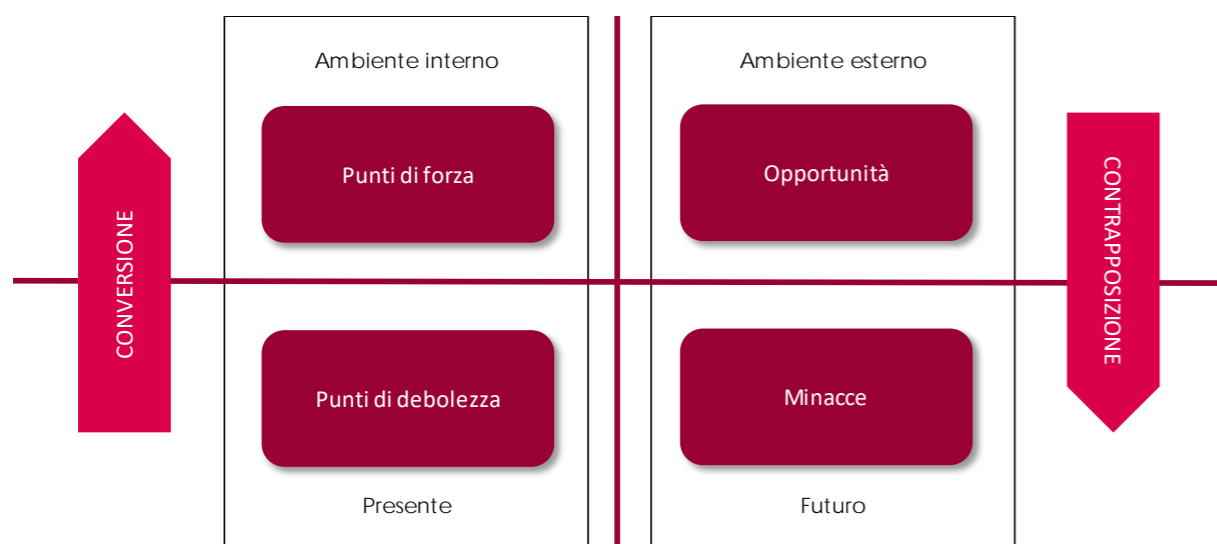 Ambiente interno
Ambiente esterno
Punti di forza
Opportunità
CONVERSIONE
CONTRAPPOSIZIONE
Punti di debolezza
Minacce
Presente
Futuro